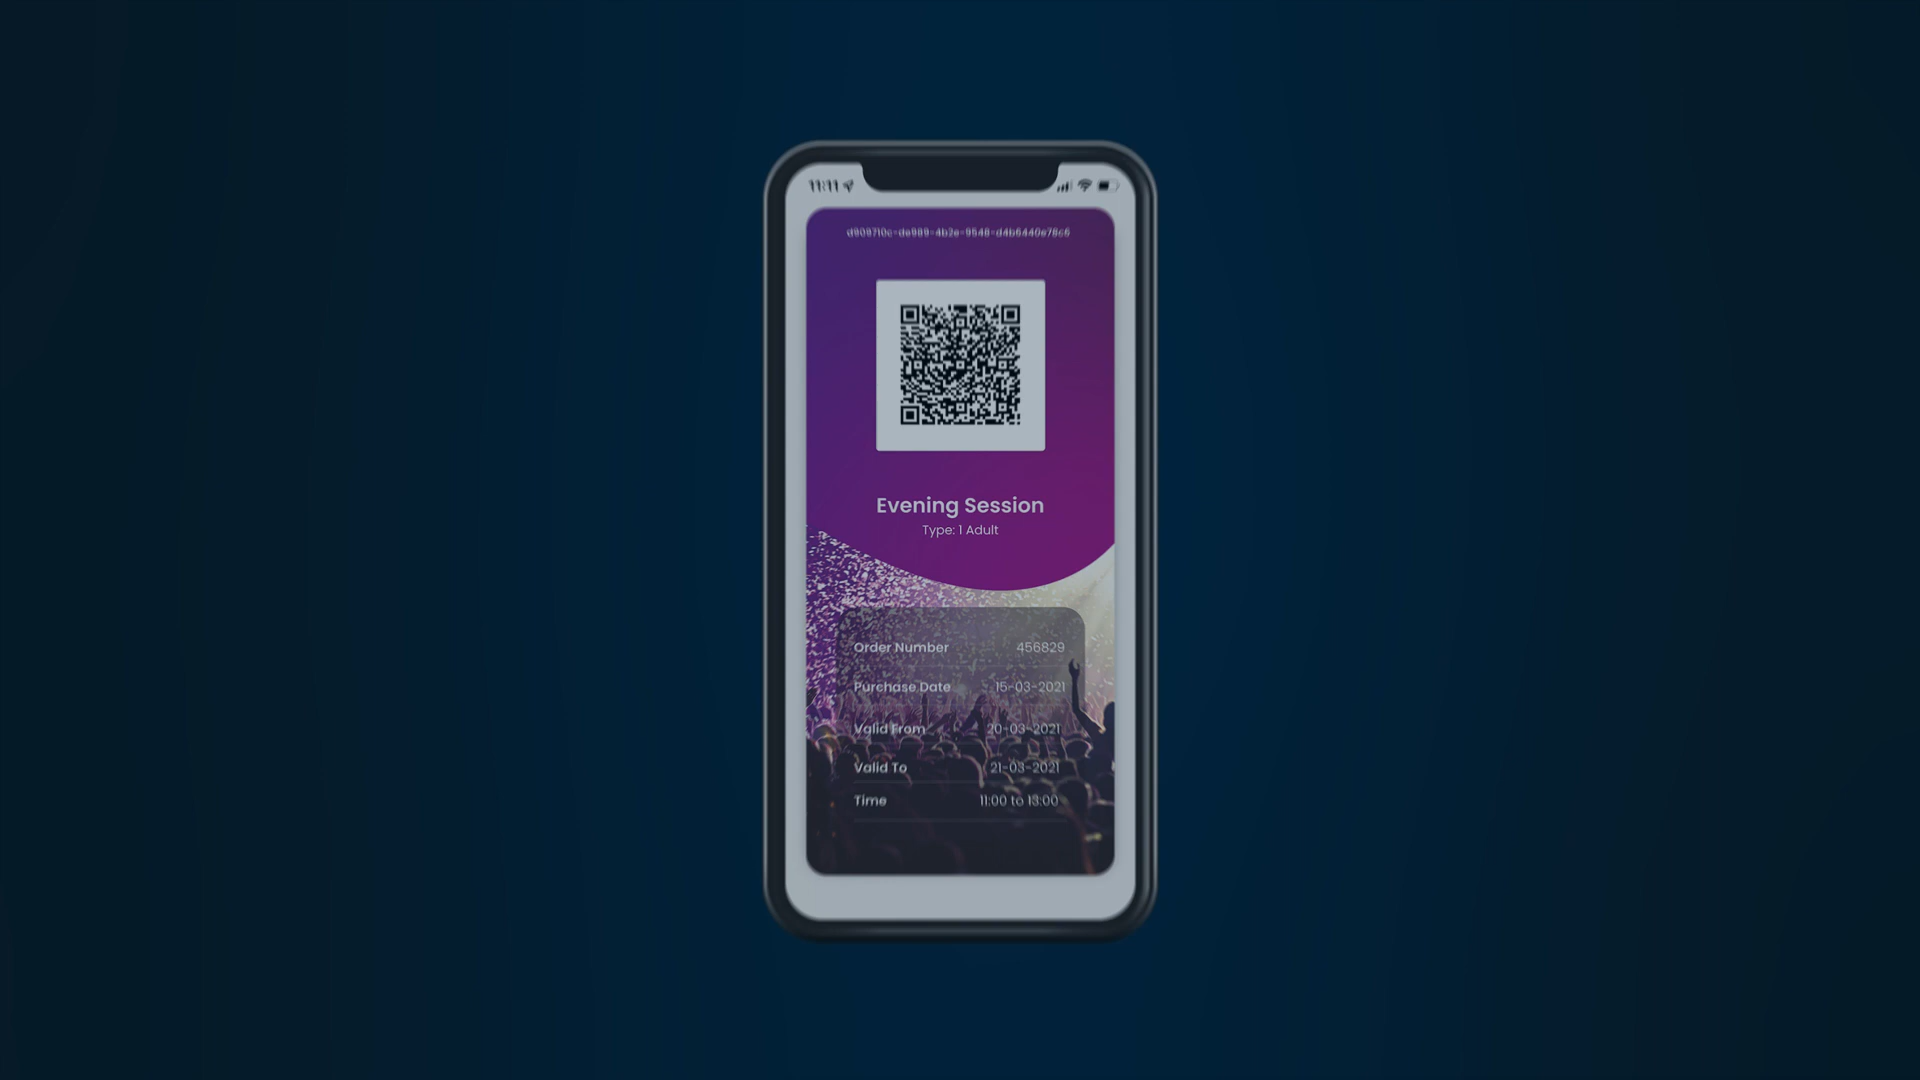 11:11
Evening Session
Type: 1 Adult
Order Number 456829
Purchase Date 15-03-2021
Valid From 20-03-2021
Valid To 21-03-2021
Time 11:00 to 13:00